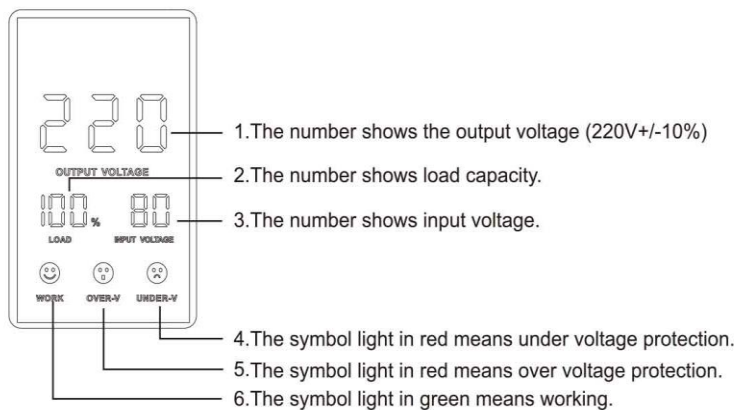 220
1.The number shows the output voltage (220V+/-10%)
OUTPUT VOLTAGE
2.The number shows load capacity.
100 % 80
3.The number shows input voltage.
LOAD INPUT VOLTAGE
WORK OVER-V UNDER-V
4.The symbol light in red means under voltage protection.
5.The symbol light in red means over voltage protection.
6.The symbol light in green means working.